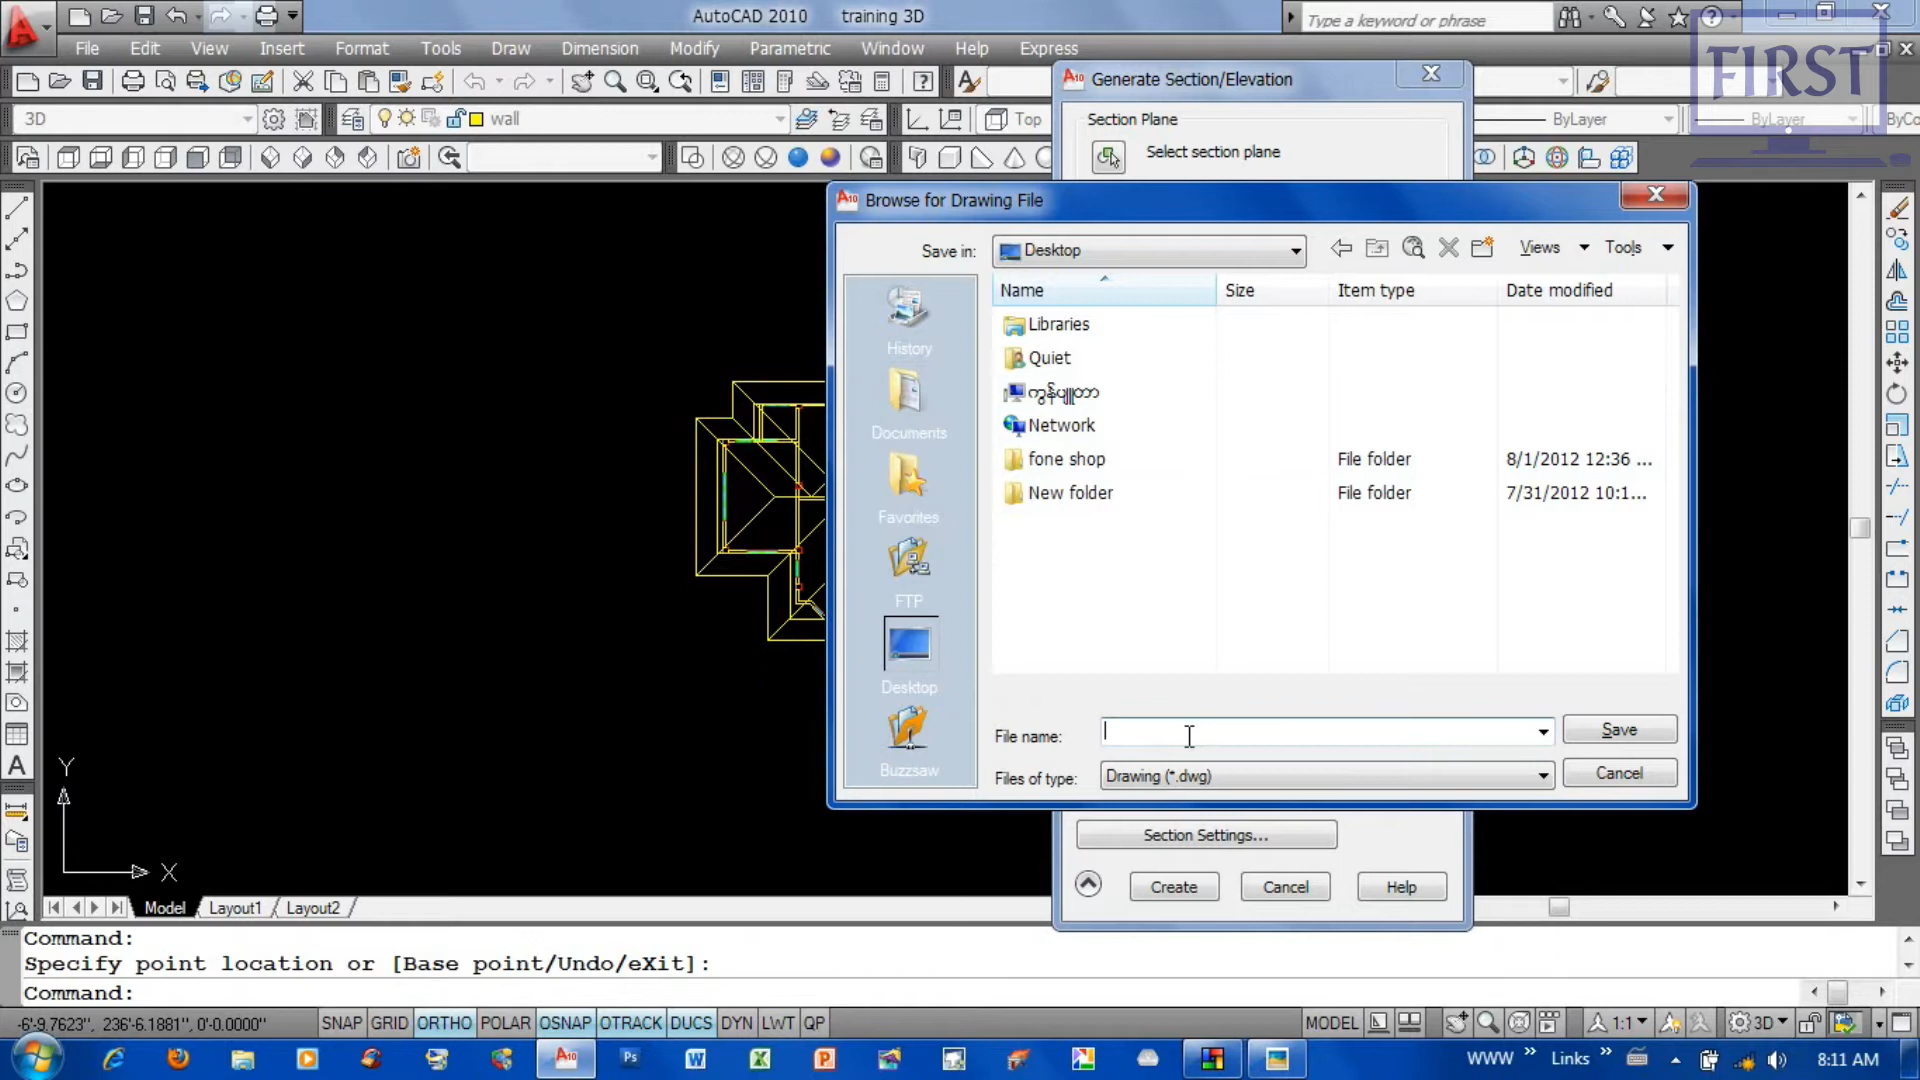 AutoCAD 2010 training 3D
Type a keyword or phrase
File Edit View Insert Format Tools Draw Dimension Modify Parametric Window Help Express
FIRST
3D
wall
Top
ByLayer
ByLayer
ByCo
Generate Section/Elevation
Section Plane
Select section plane
Browse for Drawing File
Save in: Desktop
Views Tools
Name Size Item type Date modified
Libraries
Quiet
ကွန်ပျူတာ
Network
fone shop File folder 8/1/2012 12:36 ...
New folder File folder 7/31/2012 10:1...
History
Documents
Favorites
FTP
Desktop
Buzzsaw
File name:
Save
Files of type: Drawing (*.dwg)
Cancel
Section Settings...
Create Cancel Help
Y
X
Model Layout1 Layout2
Command:
Specify point location or [Base point/Undo/eXit]:
Command:
-6'-9.7623", 236'-6.1881", 0'-0.0000"
SNAP GRID ORTHO POLAR OSNAP OTRACK DUCS DYN LWT QP
MODEL 1:1 3D
WWW Links 8:11 AM